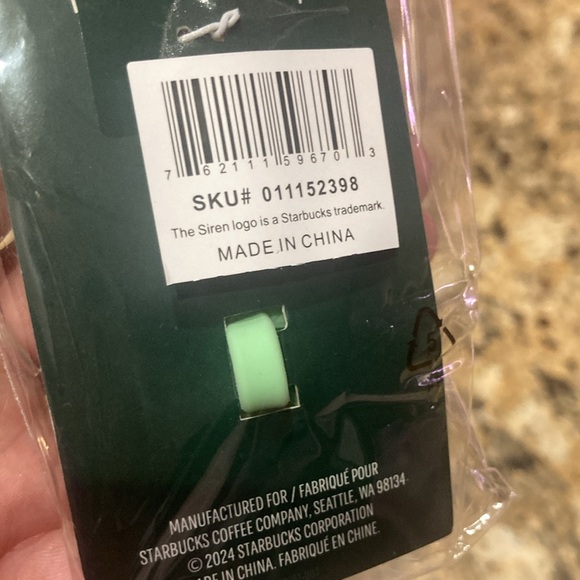 7 62111 59670 3
SKU# 011152398
The Siren logo is a Starbucks trademark.
MADE IN CHINA
MANUFACTURED FOR / FABRIQUÉ POUR
STARBUCKS COFFEE COMPANY, SEATTLE, WA 98134.
© 2024 STARBUCKS CORPORATION
MADE IN CHINA. FABRIQUÉ EN CHINE.